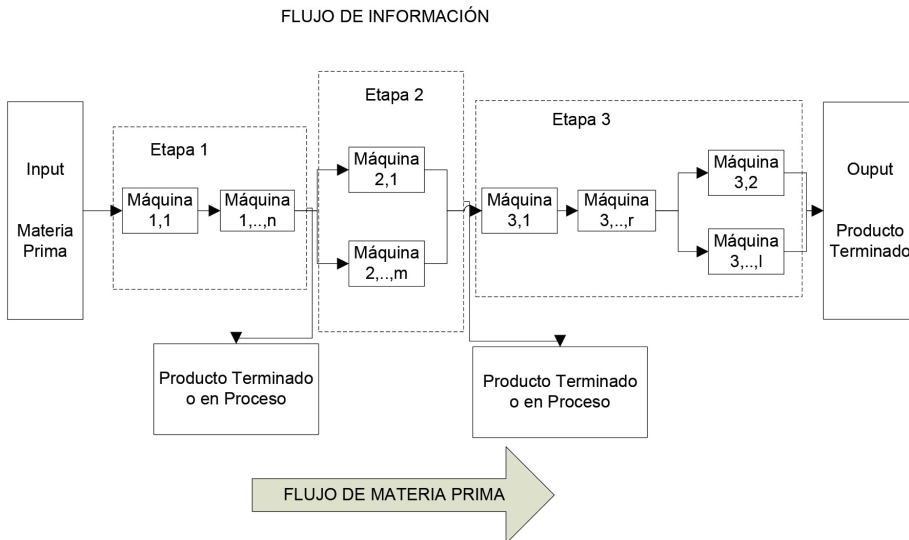 FLUJO DE INFORMACIÓN
Input
Materia
Prima
Etapa 1
Máquina
1,1
Máquina
1,..,n
Etapa 2
Máquina
2,1
Máquina
2,..,m
Etapa 3
Máquina
3,1
Máquina
3,..,r
Máquina
3,2
Máquina
3,..,l
Ouput
Producto
Terminado
Producto Terminado
o en Proceso
Producto Terminado
o en Proceso
FLUJO DE MATERIA PRIMA